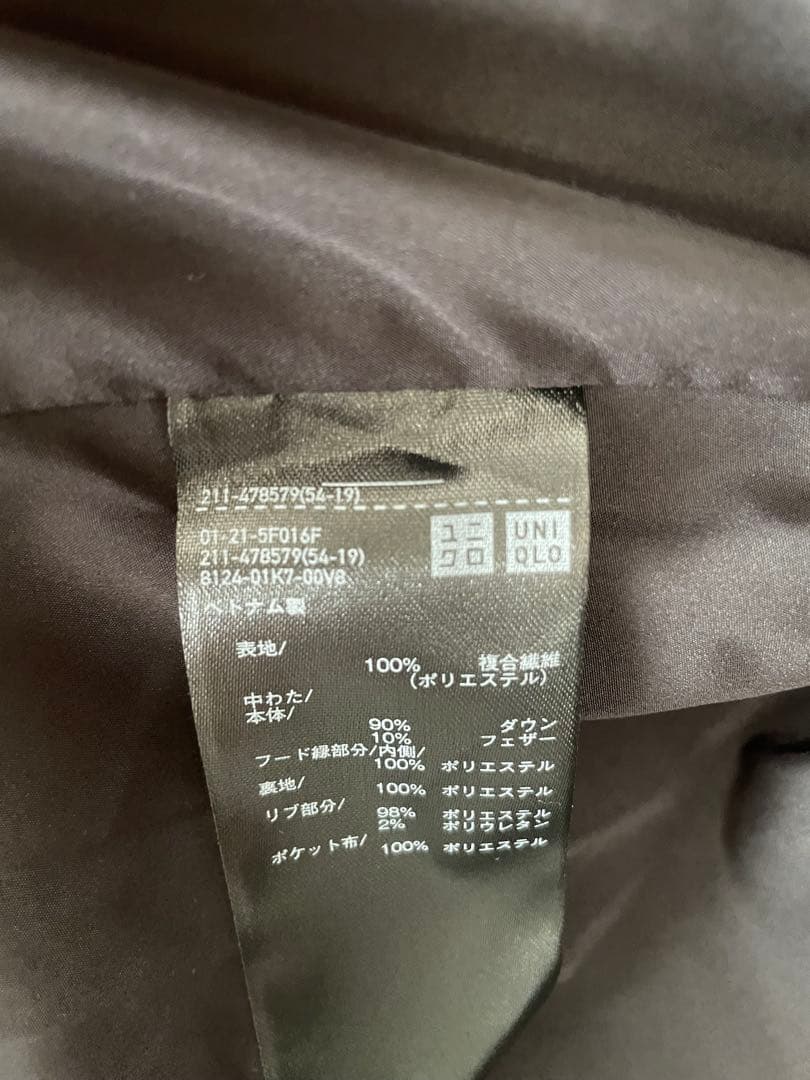 211-478579(54-19)
01-21-5F016F
211-478579(54-19)
8124-01K7-00V8
ユニクロ
UNIQLO
ベトナム製
表地/
100% 複合繊維
(ポリエステル)
中わた/
本体/
90% ダウン
10% フェザー
フード縁部分/内側/
100% ポリエステル
裏地/
100% ポリエステル
リブ部分/
98% ポリエステル
2% ポリウレタン
ポケット布/ 100% ポリエステル